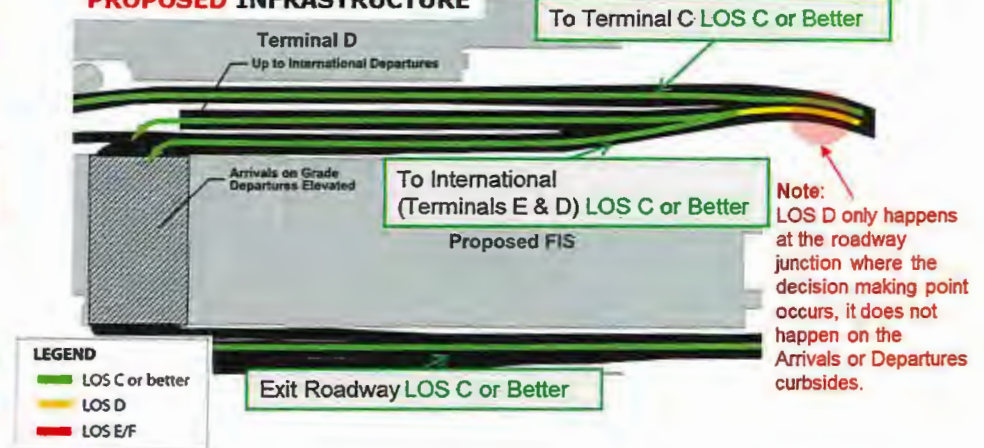 PROPOSED INFRASTRUCTURE
To Terminal C LOS C or Better
Terminal D
Up to International Departures
Arrivals on Grade
Departures Elevated
To International
(Terminals E & D) LOS C or Better
Proposed FIS
Note:
LOS D only happens
at the roadway
junction where the
decision making point
occurs, it does not
happen on the
Arrivals or Departures
curbsides.
LEGEND
LOS C or better
LOS D
LOS E/F
Exit Roadway LOS C or Better